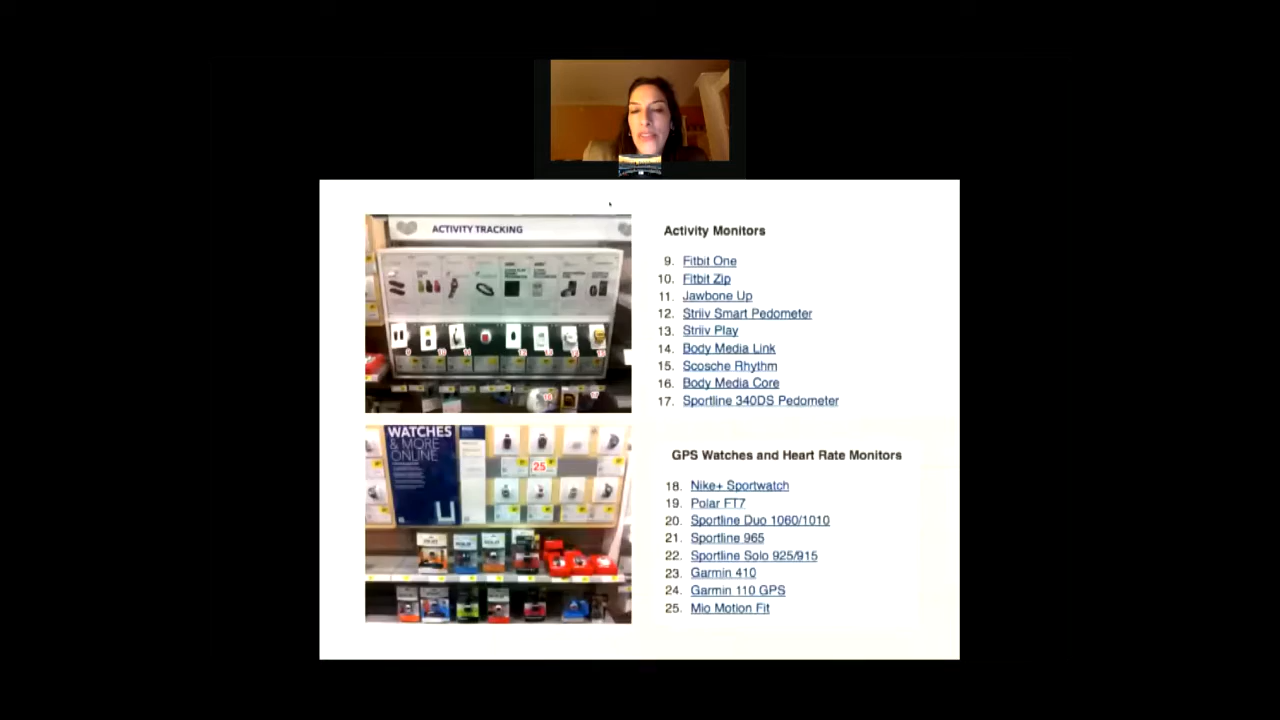 ACTIVITY TRACKING
Activity Monitors
9. Fitbit One
10. Fitbit Zip
11. Jawbone Up
12. Striiv Smart Pedometer
13. Striiv Play
14. Body Media Link
15. Scosche Rhythm
16. Body Media Core
17. Sportline 340DS Pedometer
WATCHES
& MORE
ONLINE
25
GPS Watches and Heart Rate Monitors
18. Nike+ Sportwatch
19. Polar FT7
20. Sportline Duo 1060/1010
21. Sportline 965
22. Sportline Solo 925/915
23. Garmin 410
24. Garmin 110 GPS
25. Mio Motion Fit